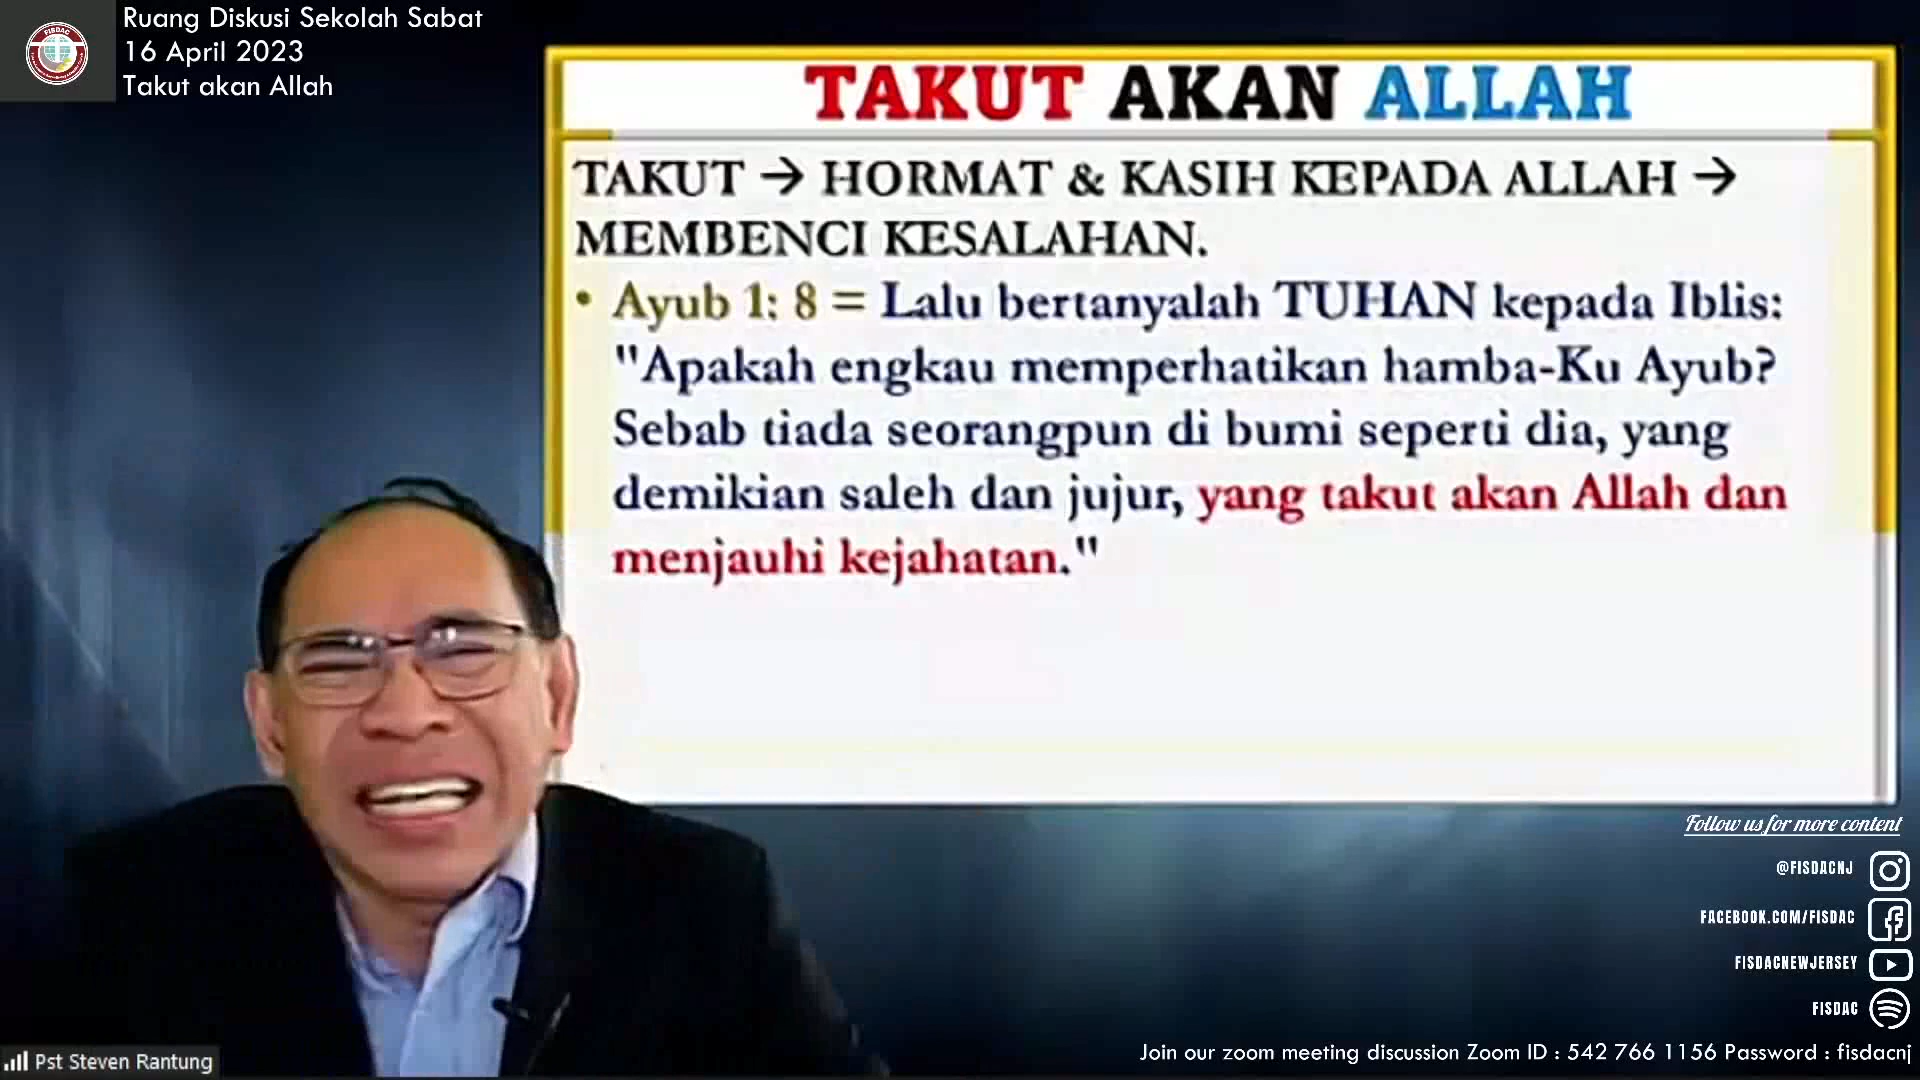 Ruang Diskusi Sekolah Sabat
16 April 2023
Takut akan Allah
FISDAC
TAKUT AKAN ALLAH
TAKUT → HORMAT & KASIH KEPADA ALLAH →
MEMBENCI KESALAHAN.
• Ayub 1: 8 = Lalu bertanyalah TUHAN kepada Iblis:
"Apakah engkau memperhatikan hamba-Ku Ayub?
Sebab tiada seorangpun di bumi seperti dia, yang
demikian saleh dan jujur, yang takut akan Allah dan
menjauhi kejahatan."
Follow us for more content
@FISDACNJ
FACEBOOK.COM/FISDAC
FISDACNEWJERSEY
FISDAC
Join our zoom meeting discussion Zoom ID : 542 766 1156 Password : fisdacnj
Pst Steven Rantung